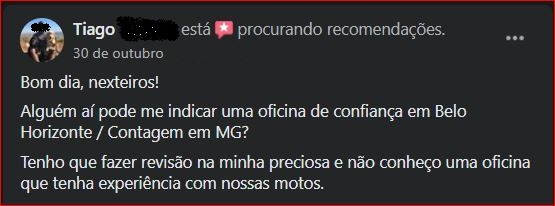 Tiago está procurando recomendações.
30 de outubro
Bom dia, nexteiros!
Alguém aí pode me indicar uma oficina de confiança em Belo
Horizonte / Contagem em MG?
Tenho que fazer revisão na minha preciosa e não conheço uma oficina
que tenha experiência com nossas motos.